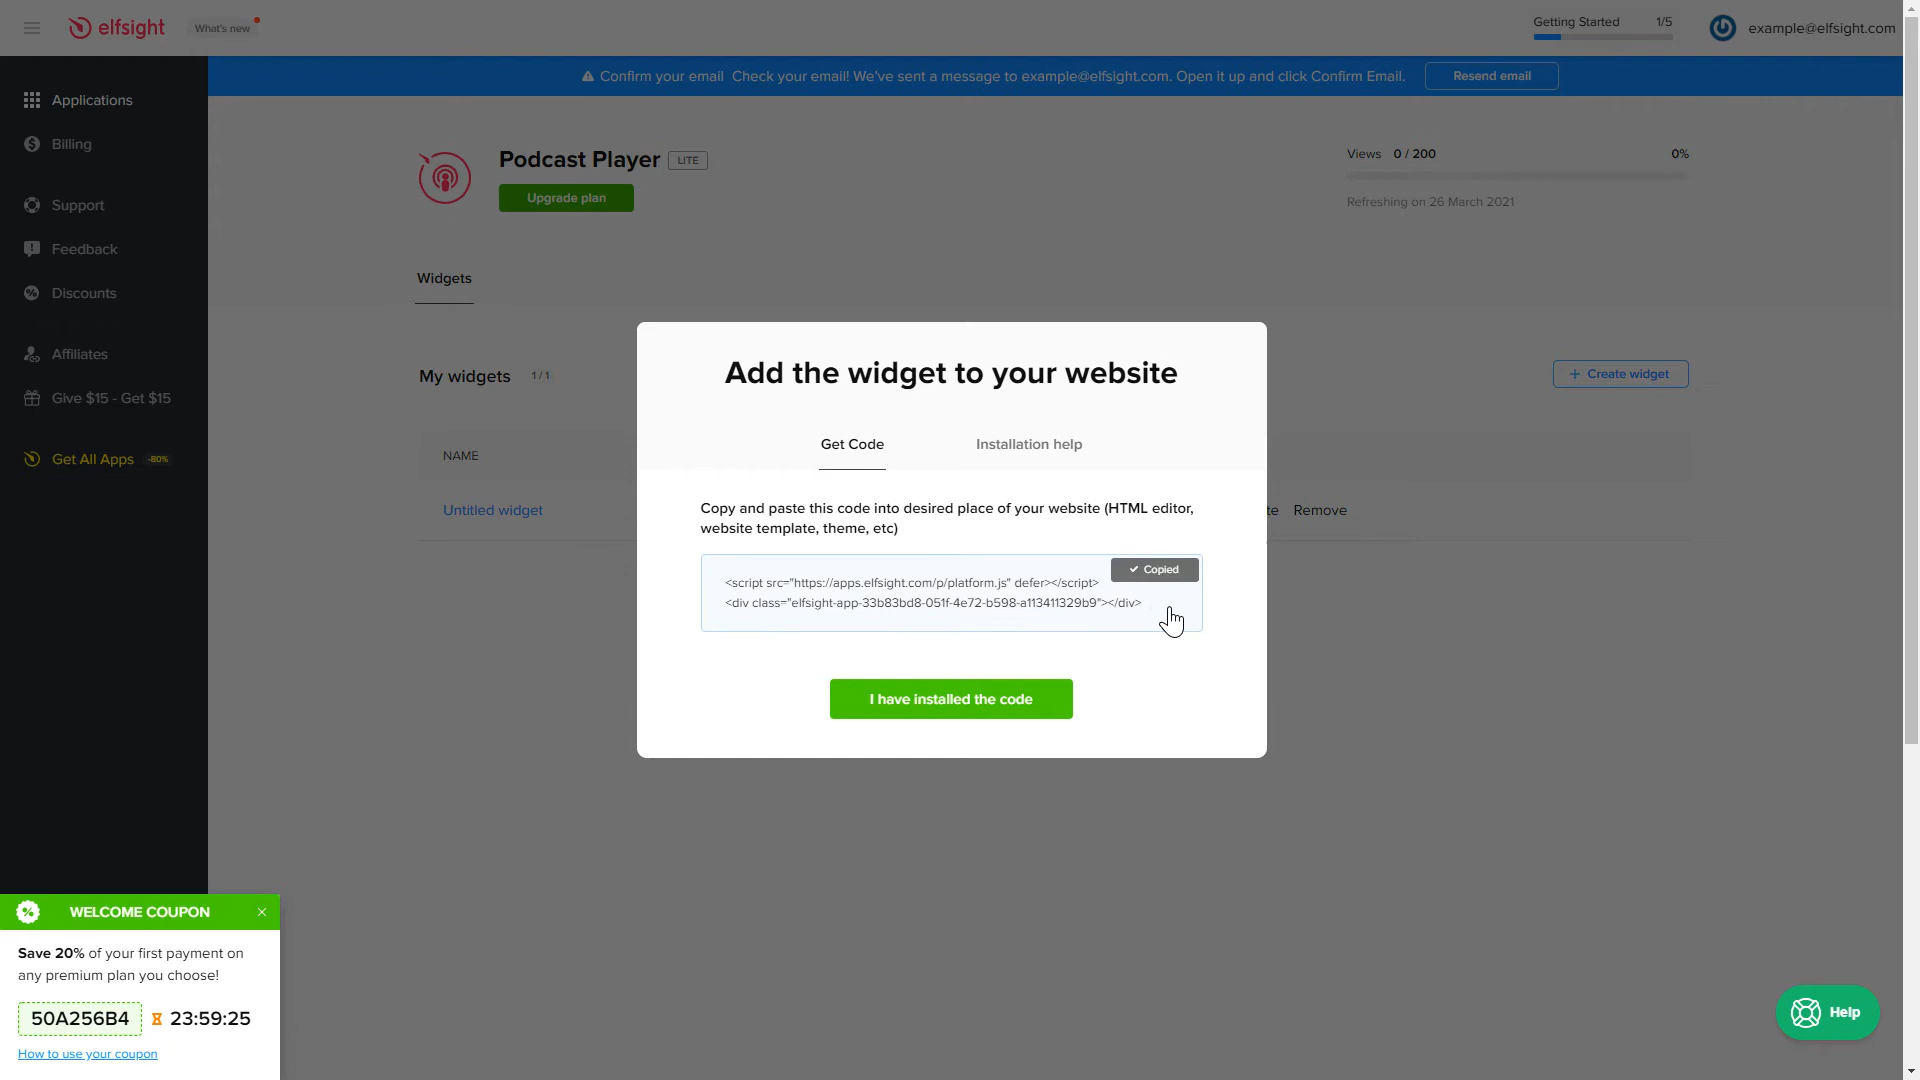 elfsight
What's new
Getting Started 1/5
example@elfsight.com
Confirm your email Check your email! We've sent a message to example@elfsight.com. Open it up and click Confirm Email.
Resend email
Applications
Billing
Support
Feedback
Discounts
Affiliates
Give $15 - Get $15
Get All Apps -80%
Podcast Player LITE
Upgrade plan
Views 0 / 200 0%
Refreshing on 26 March 2021
Widgets
My widgets 1 / 1
+ Create widget
NAME
Untitled widget
te Remove
Add the widget to your website
Get Code Installation help
Copy and paste this code into desired place of your website (HTML editor,
website template, theme, etc)
Copied
<script src="https://apps.elfsight.com/p/platform.js" defer></script>
<div class="elfsight-app-33b83bd8-051f-4e72-b598-a113411329b9"></div>
I have installed the code
WELCOME COUPON
Save 20% of your first payment on
any premium plan you choose!
50A256B4 23:59:25
How to use your coupon
Help